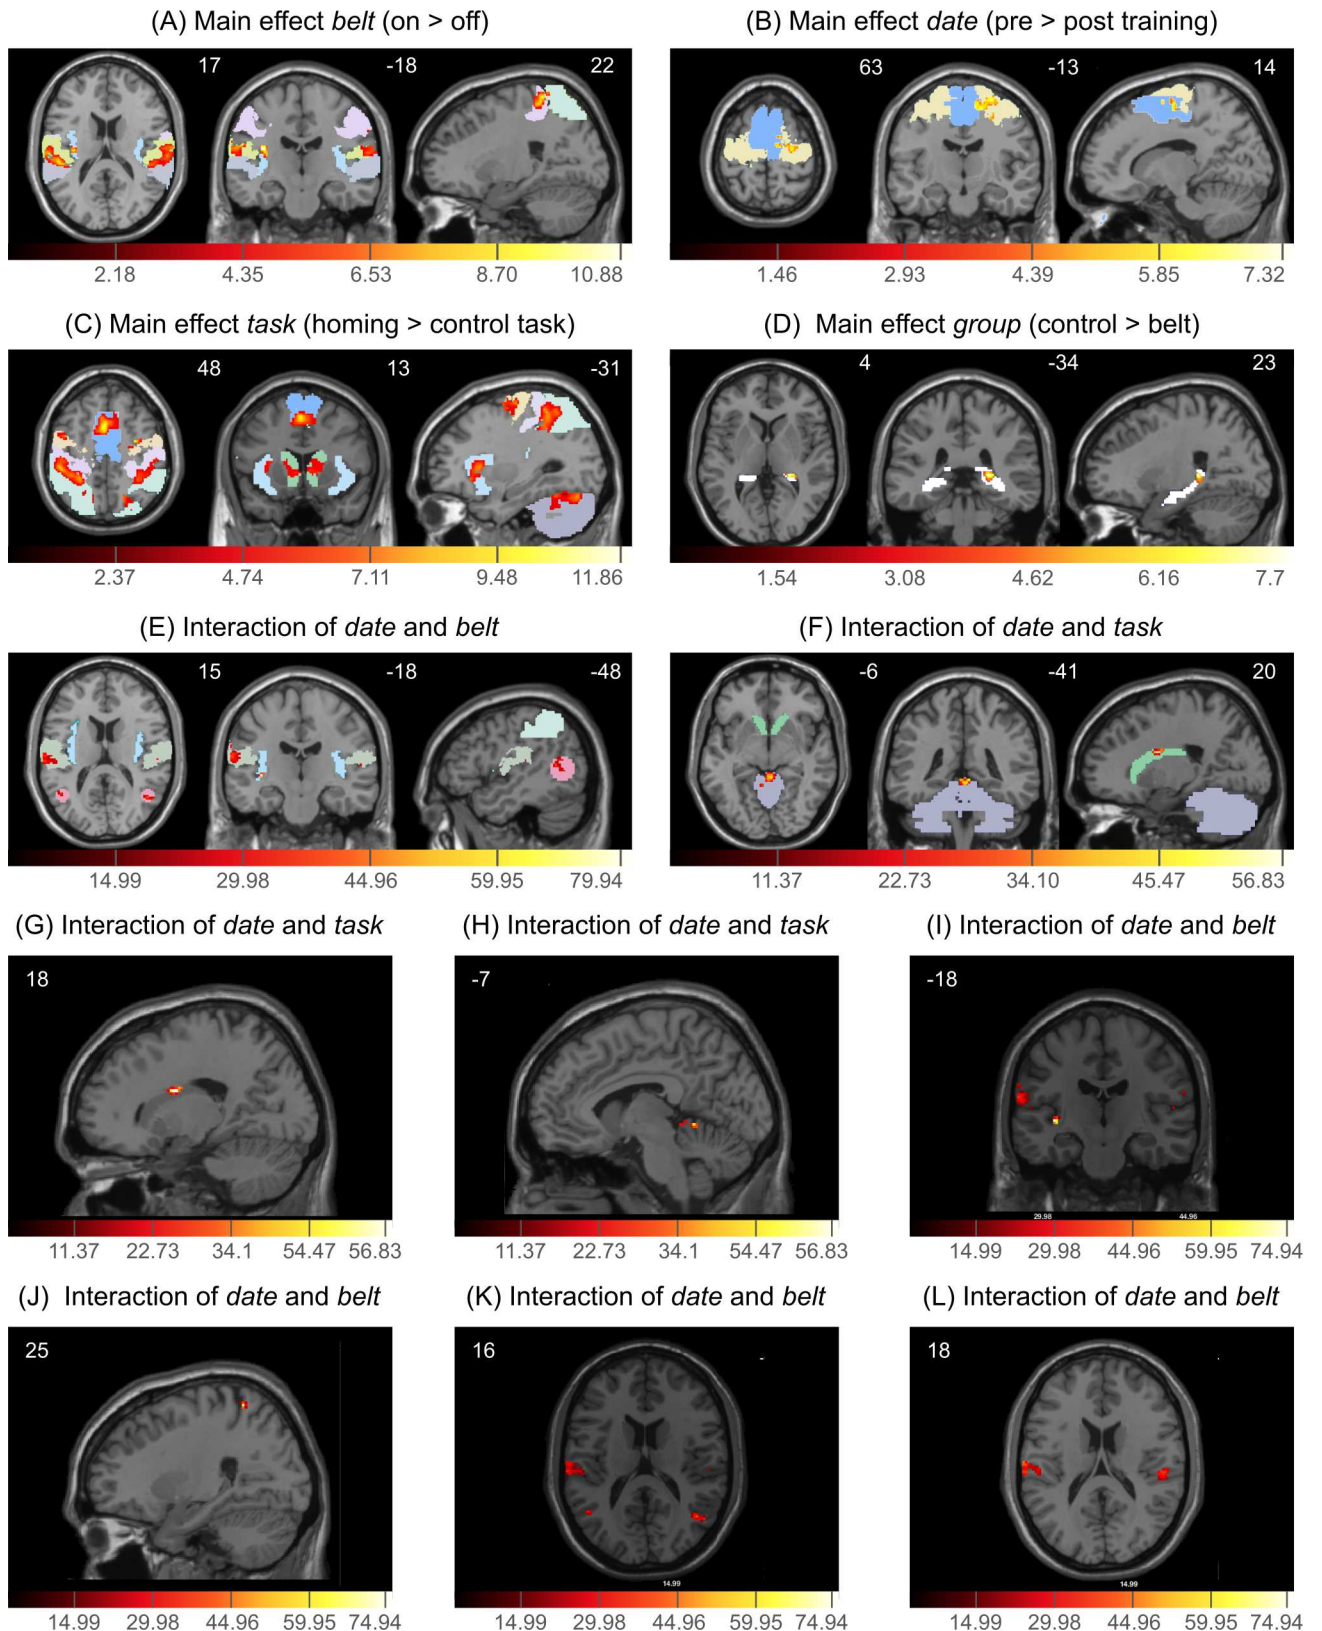 (A) Main effect belt (on > off)
17 -18 22
2.18 4.35 6.53 8.70 10.88
(B) Main effect date (pre > post training)
63 -13 14
1.46 2.93 4.39 5.85 7.32
(C) Main effect task (homing > control task)
48 13 -31
2.37 4.74 7.11 9.48 11.86
(D) Main effect group (control > belt)
4 -34 23
1.54 3.08 4.62 6.16 7.7
(E) Interaction of date and belt
15 -18 -48
14.99 29.98 44.96 59.95 79.94
(F) Interaction of date and task
-6 -41 20
11.37 22.73 34.10 45.47 56.83
(G) Interaction of date and task
18
11.37 22.73 34.1 54.47 56.83
(H) Interaction of date and task
-7
11.37 22.73 34.1 54.47 56.83
(I) Interaction of date and belt
-18
29.98 44.96
14.99 29.98 44.96 59.95 74.94
(J) Interaction of date and belt
25
14.99 29.98 44.96 59.95 74.94
(K) Interaction of date and belt
16
14.99
14.99 29.98 44.96 59.95 74.94
(L) Interaction of date and belt
18
14.99
14.99 29.98 44.96 59.95 74.94